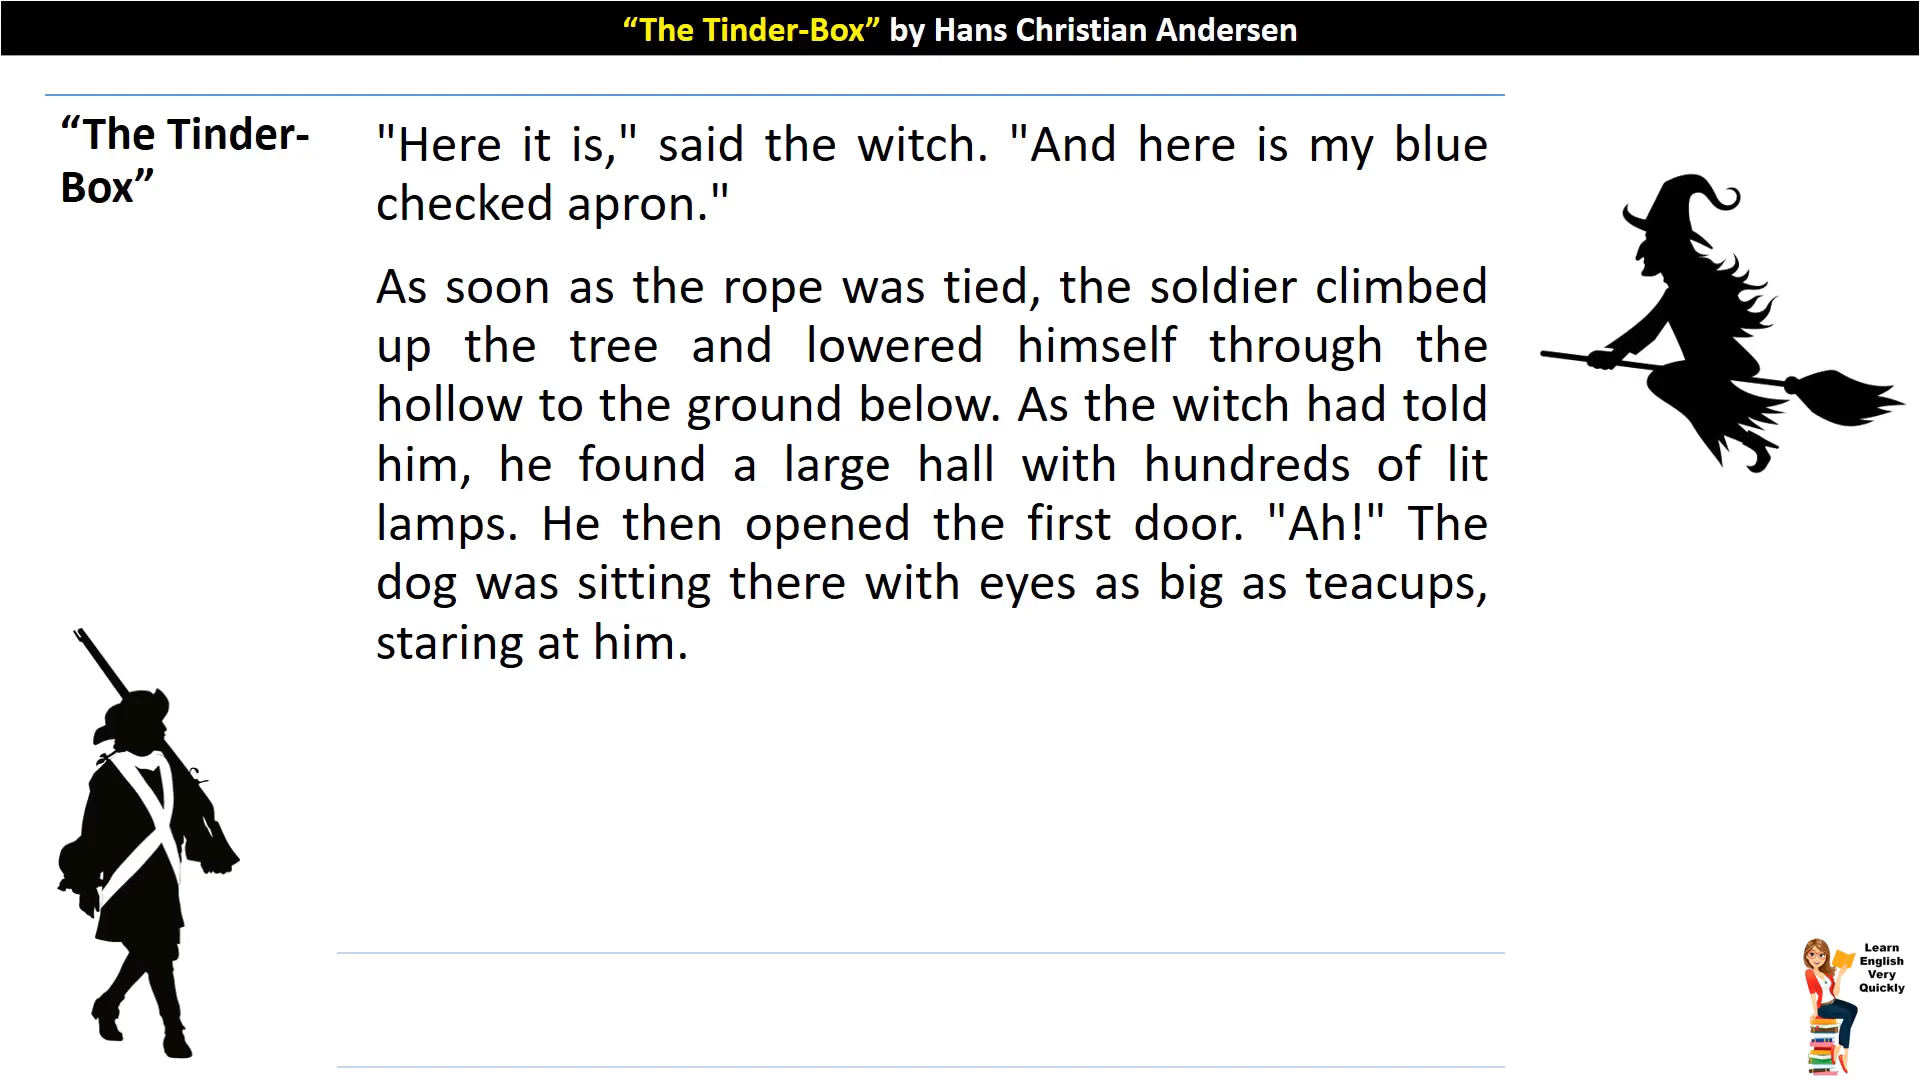 “The Tinder-Box” by Hans Christian Andersen
“The Tinder-
Box”
"Here it is," said the witch. "And here is my blue
checked apron."
As soon as the rope was tied, the soldier climbed
up the tree and lowered himself through the
hollow to the ground below. As the witch had told
him, he found a large hall with hundreds of lit
lamps. He then opened the first door. "Ah!" The
dog was sitting there with eyes as big as teacups,
staring at him.
Learn
English
Very
Quickly